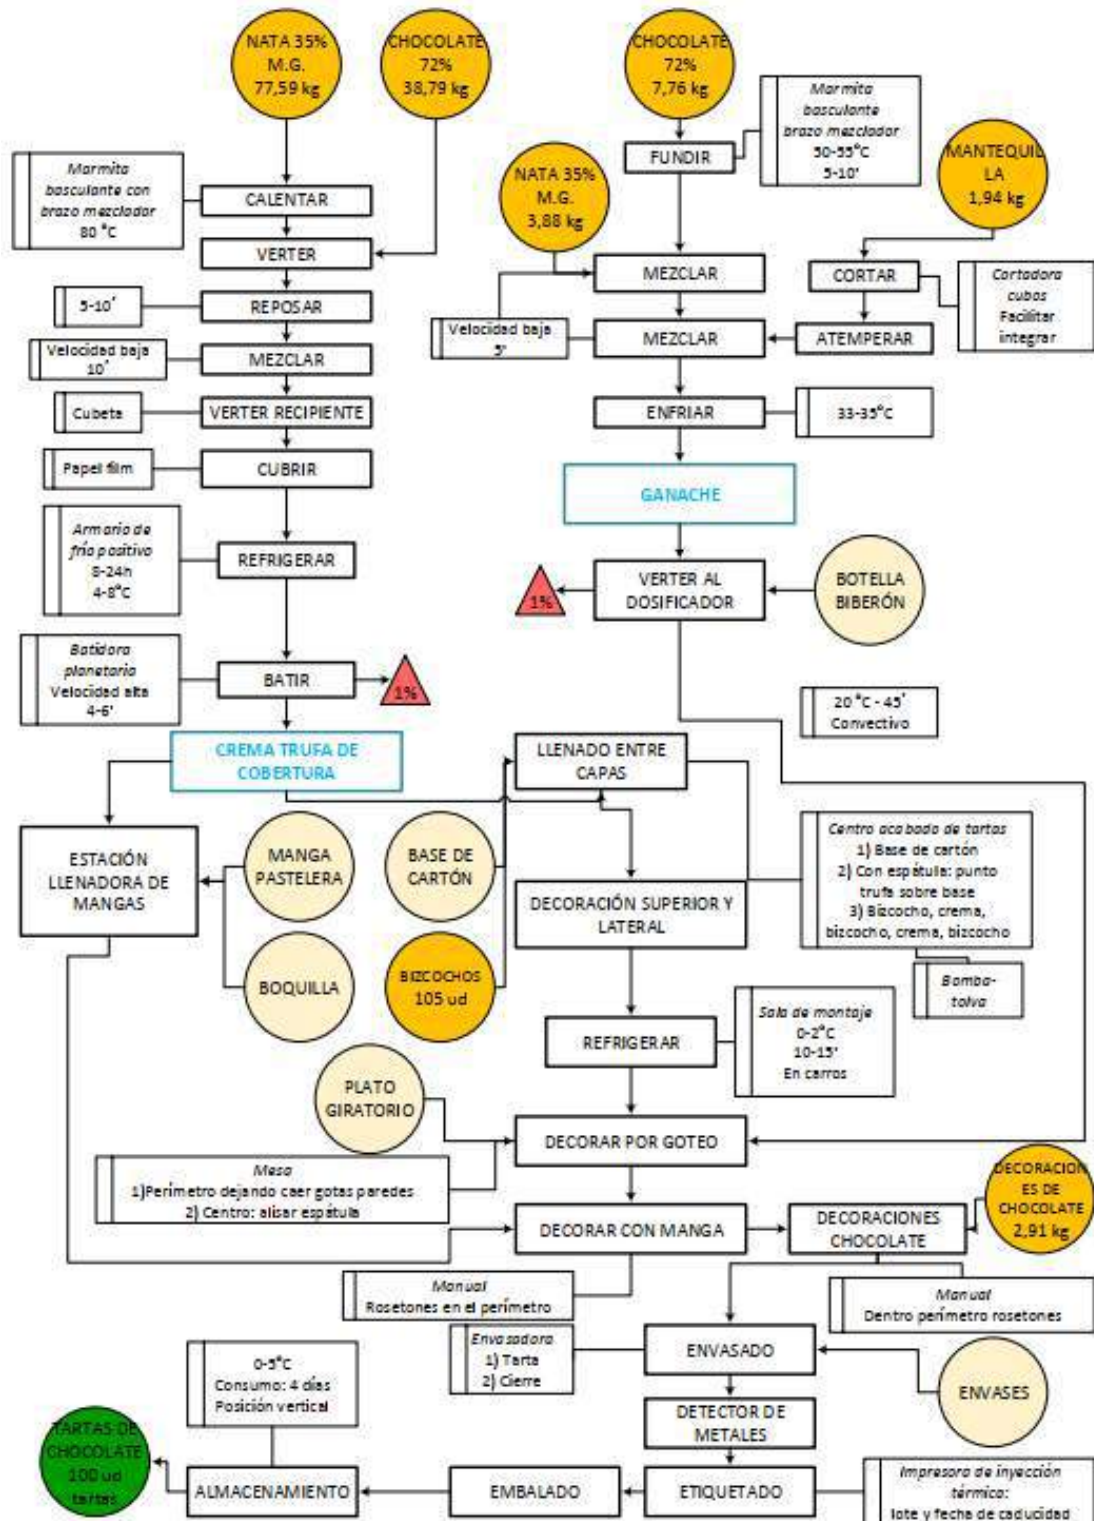 NATA 35%
M.G.
77,59 kg
CHOCOLATE
72%
38,79 kg
CHOCOLATE
72%
7,76 kg
Marmita
basculante
brazo mezclador
50-55°C
5-10'
FUNDIR
MANTEQUIL
LA
1,94 kg
NATA 35%
M.G.
3,88 kg
Marmita
basculante con
brazo mezclador
80 °C
CALENTAR
VERTER
MEZCLAR
CORTAR
Cortadora
cubos
Facilitar
integrar
5-10'
REPOSAR
Velocidad baja
5'
MEZCLAR
ATEMPERAR
Velocidad baja
10'
MEZCLAR
Cubeta
VERTER RECIPIENTE
ENFRIAR
33-35°C
Papel film
CUBRIR
GANACHE
Armario de
frío positivo
8-24h
4-8°C
REFRIGERAR
1%
VERTER AL
DOSIFICADOR
BOTELLA
BIBERÓN
Batidora
planetaria
Velocidad alta
4-6'
BATIR
1%
20 °C - 45'
Convectivo
CREMA TRUFA DE
COBERTURA
LLENADO ENTRE
CAPAS
ESTACIÓN
LLENADORA DE
MANGAS
MANGA
PASTELERA
BASE DE
CARTÓN
DECORACIÓN SUPERIOR Y
LATERAL
Centro acabado de tartas
1) Base de cartón
2) Con espátula: punto
trufa sobre base
3) Bizcocho, crema,
bizcocho, crema, bizcocho
BOQUILLA
BIZCOCHOS
105 ud
Bomba-
tolva
REFRIGERAR
Sala de montaje
0-2°C
10-15'
En carros
PLATO
GIRATORIO
DECORAR POR GOTEO
Mesa
1)Perímetro dejando caer gotas paredes
2) Centro: alisar espátula
DECORACION
ES DE
CHOCOLATE
2,91 kg
DECORAR CON MANGA
DECORACIONES
CHOCOLATE
Manual
Rosetones en el perímetro
Manual
Dentro perímetro rosetones
Envasadora
1) Tarta
2) Cierre
ENVASADO
ENVASES
0-5°C
Consumo: 4 días
Posición vertical
DETECTOR DE
METALES
TARTAS DE
CHOCOLATE
100 ud
tartas
ALMACENAMIENTO
EMBALADO
ETIQUETADO
Impresora de inyección
térmica:
lote y fecha de caducidad